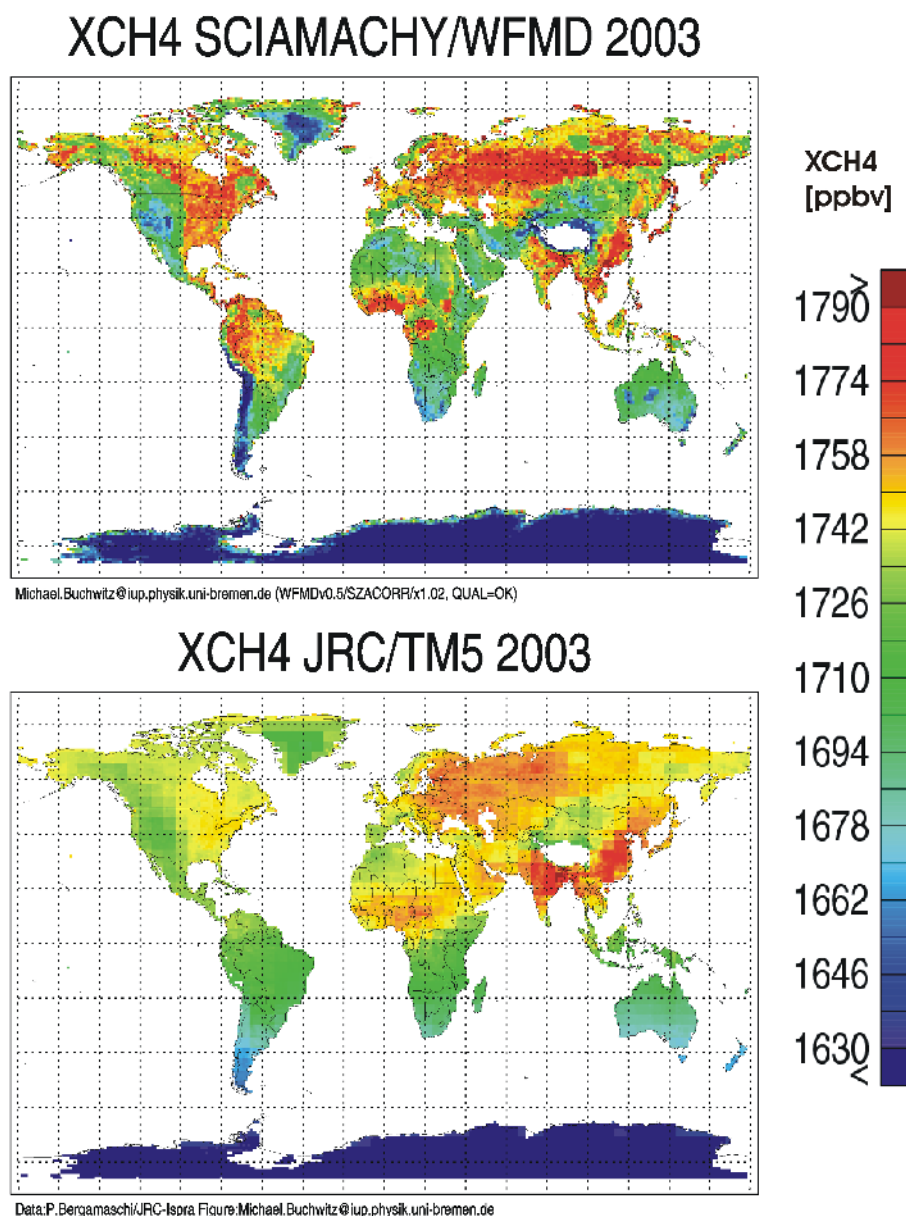 XCH4 SCIAMACHY/WFMD 2003
Michael.Buchwitz@iup.physik.uni-bremen.de (WFMDv0.5/SZACORR/x1.02, QUAL=OK)
XCH4 JRC/TM5 2003
Data:P.Bergamaschi/JRC-Ispra Figure:Michael.Buchwitz@iup.physik.uni-bremen.de
XCH4
[ppbv]
>
1790
1774
1758
1742
1726
1710
1694
1678
1662
1646
1630
<